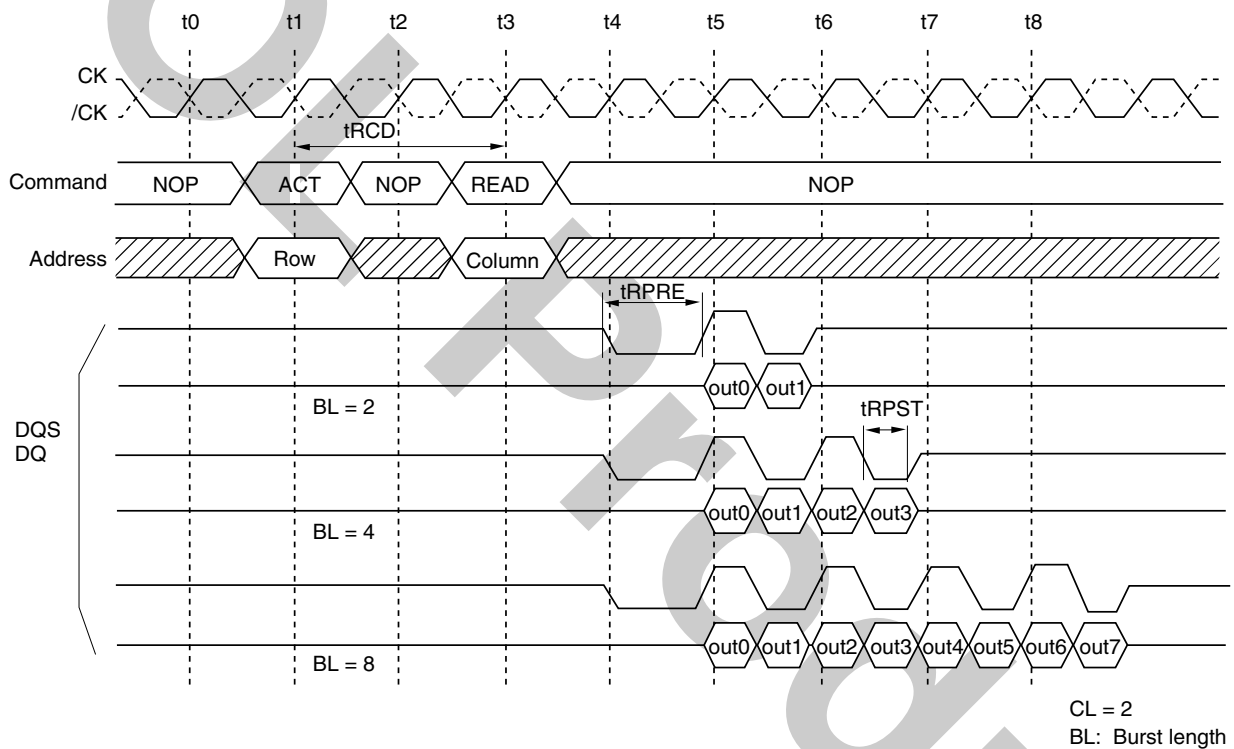 t0 t1 t2 t3 t4 t5 t6 t7 t8
CK
/CK
tRCD
Command NOP ACT NOP READ NOP
Address Row Column
tRPRE
out0 out1
BL = 2
tRPST
DQS
DQ
out0 out1 out2 out3
BL = 4
out0 out1 out2 out3 out4 out5 out6 out7
BL = 8
CL = 2
BL: Burst length